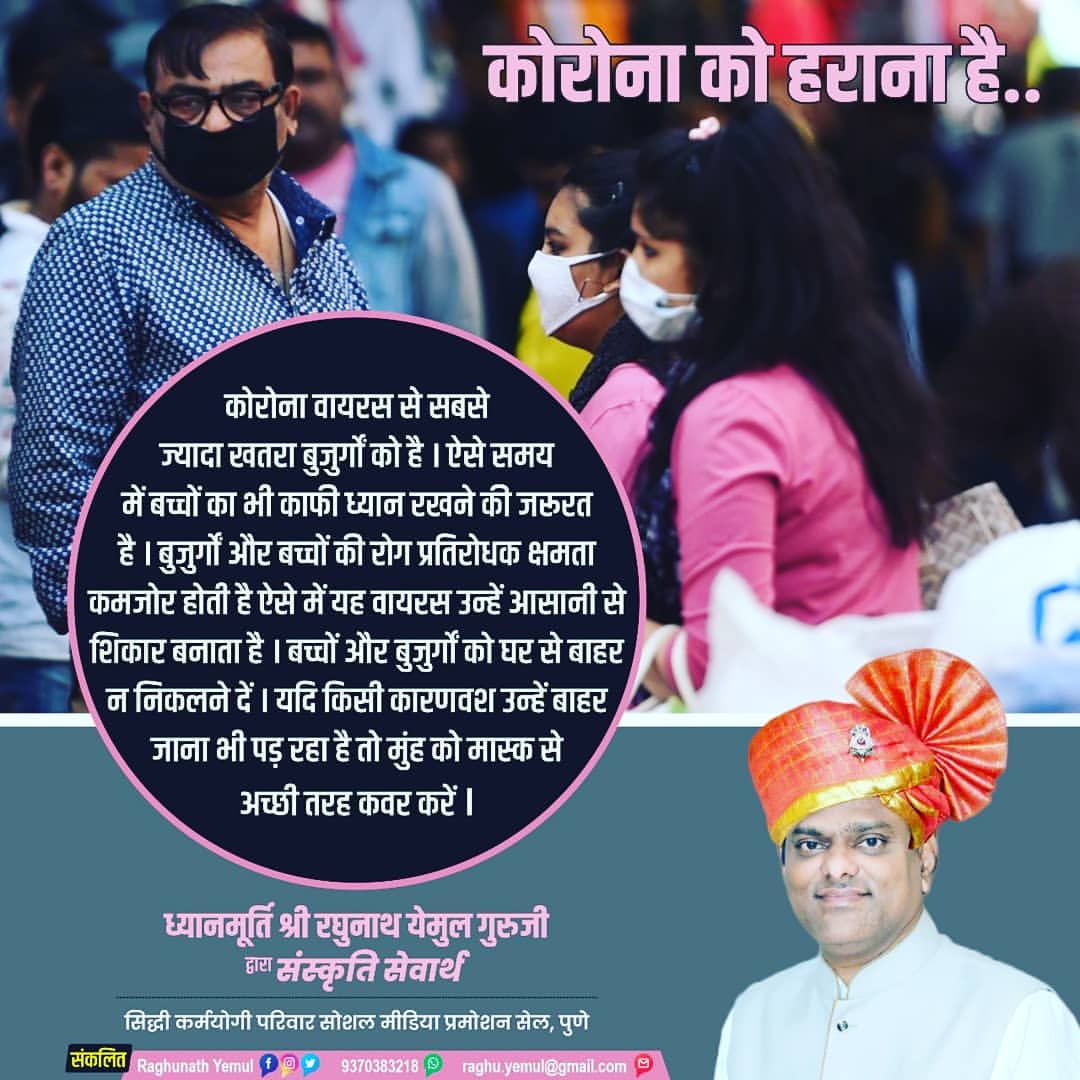 कोरोना को हराना है..
कोरोना वायरस से सबसे
ज्यादा खतरा बुजुर्गों को है । ऐसे समय
में बच्चों का भी काफी ध्यान रखने की जरूरत
है । बुजुर्गों और बच्चों की रोग प्रतिरोधक क्षमता
कमजोर होती है ऐसे में यह वायरस उन्हें आसानी से
शिकार बनाता है । बच्चों और बुजुर्गों को घर से बाहर
न निकलने दें । यदि किसी कारणवश उन्हें बाहर
जाना भी पड़ रहा है तो मुंह को मास्क से
अच्छी तरह कवर करें ।
ध्यानमूर्ति श्री रघुनाथ येमुल गुरुजी
द्वारा संस्कृति सेवार्थ
सिद्धी कर्मयोगी परिवार सोशल मीडिया प्रमोशन सेल, पुणे
संकलित Raghunath Yemul 9370383218 raghu.yemul@gmail.com